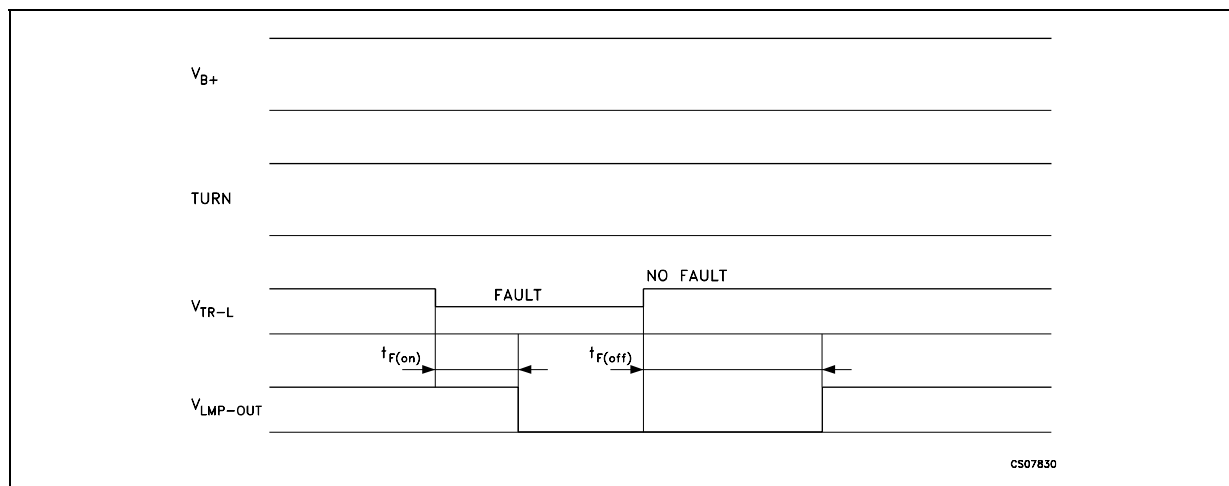 V_B+
TURN
NO FAULT
FAULT
V_TR-L
t_F(on)
t_F(off)
V_LMP-OUT
CS07830